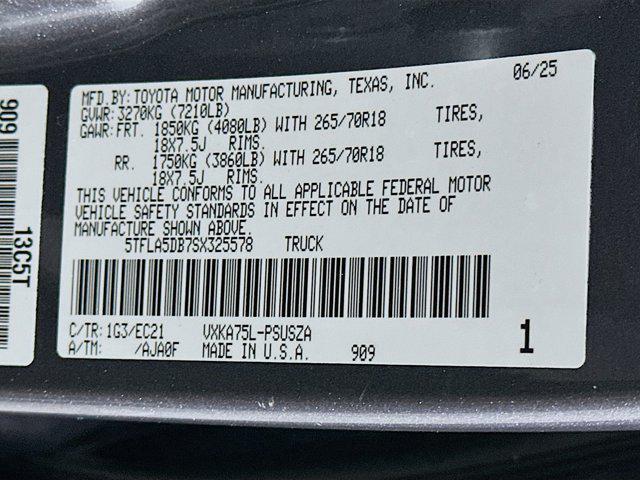 MFD.BY: TOYOTA MOTOR MANUFACTURING, TEXAS, INC. 06/25
GVWR: 3270KG (7210LB)
GAWR: FRT. 1850KG (4080LB) WITH 265/70R18 TIRES,
18X7.5J RIMS.
RR. 1750KG (3860LB) WITH 265/70R18 TIRES,
18X7.5J RIMS.
THIS VEHICLE CONFORMS TO ALL APPLICABLE FEDERAL MOTOR
VEHICLE SAFETY STANDARDS IN EFFECT ON THE DATE OF
MANUFACTURE SHOWN ABOVE.
5TFLA5DB7SX325578 TRUCK
C/TR: 1G3/EC21 VXKA75L-PSUSZA
A/TM: /AJA0F MADE IN U.S.A. 909
1
909
13C5T